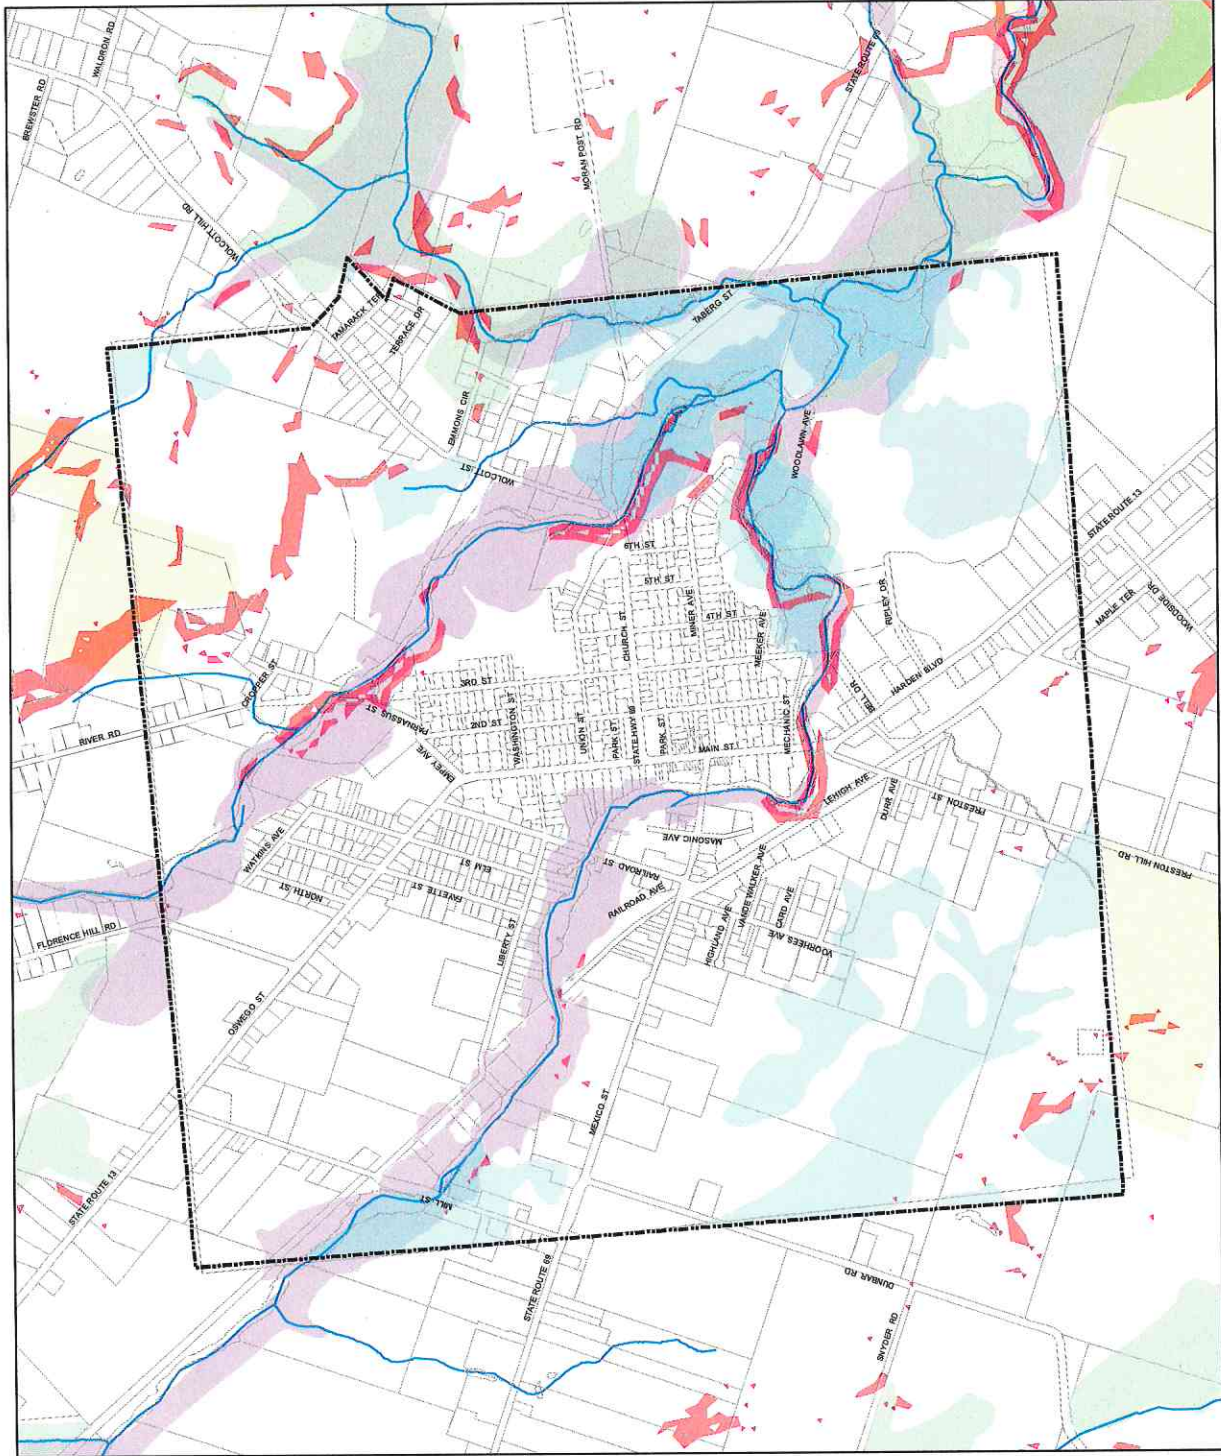 BREWSTER RD
WALDRON RD
STATE ROUTE 69
MORAN POST RD
WOLCOTT HILL RD
TAMARACK TER
TERRACE DR
TABERG ST
EMMONS CIR
WOLCOTT ST
WOODLAWN AVE
STATE ROUTE 13
6TH ST
5TH ST
4TH ST
CHURCH ST
MINER AVE
MEEKER AVE
RIPLEY DR
MAPLE TER
WOODSIDE DR
CROPPER ST
RIVER RD
PARNASSUS ST
3RD ST
2ND ST
WASHINGTON ST
UNION ST
PARK ST
STATE HWY 69
PARK ST
MAIN ST
MECHANIC ST
BELL DR
HARDEN BLVD
EMPEY AVE
LEHIGH AVE
DURR AVE
PRESTON ST
PRESTON HILL RD
WATKINS AVE
NORTH ST
ELM ST
FAYETTE ST
LIBERTY ST
RAILROAD ST
RAILROAD AVE
MASONIC AVE
HIGHLAND AVE
VANDE WALKER AVE
CARD AVE
VOORHEES AVE
FLORENCE HILL RD
OSWEGO ST
MEXICO ST
STATE ROUTE 13
MILL ST
STATE ROUTE 69
DUNBAR RD
SNYDER RD